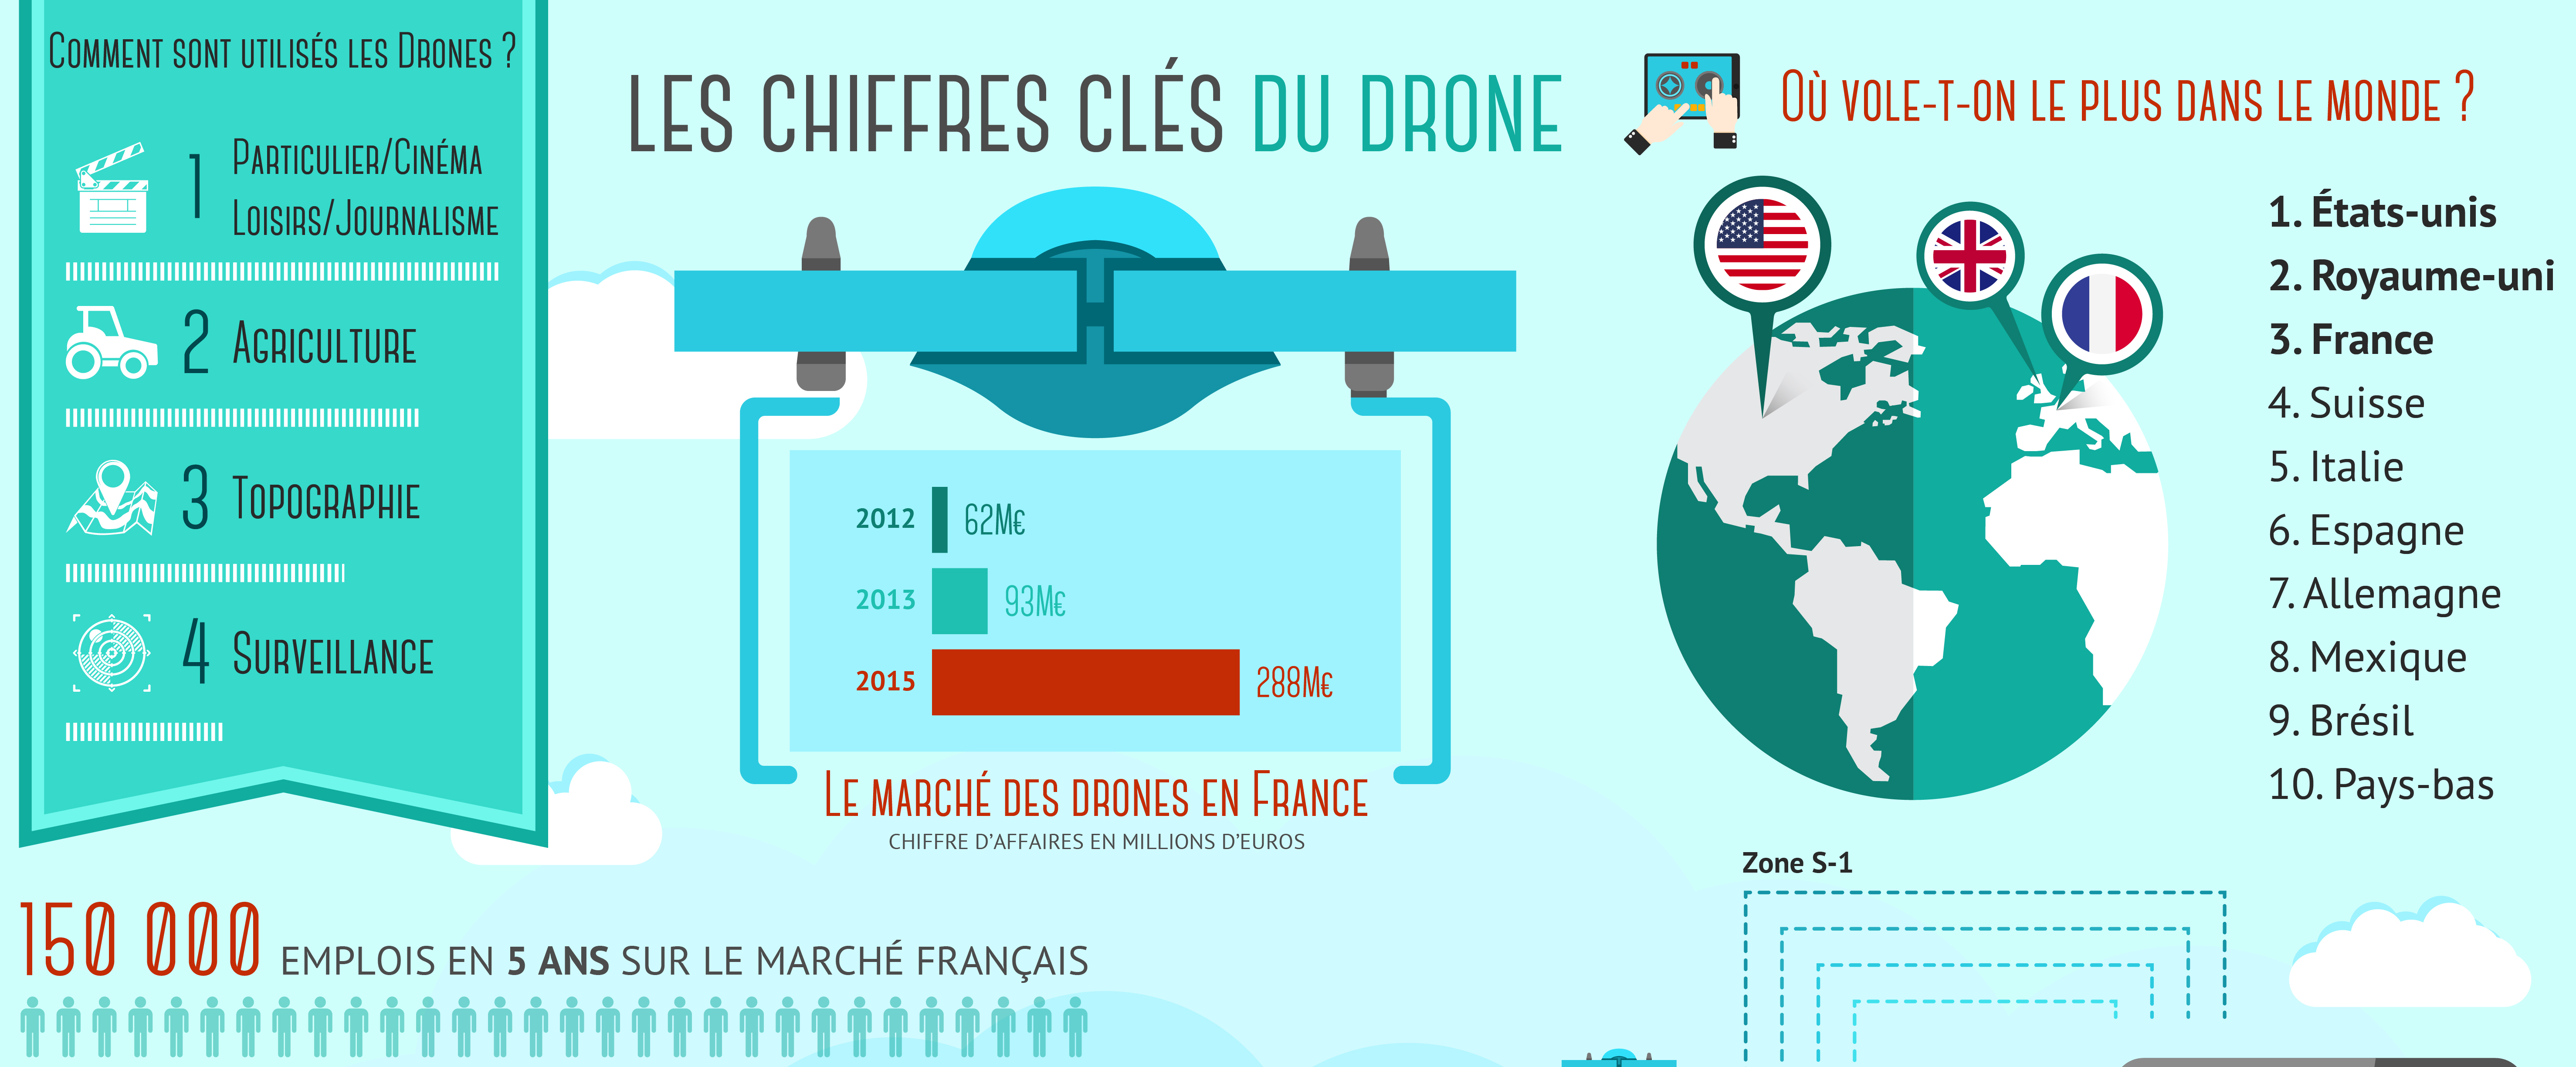 Comment sont utilisés les Drones ?
1 Particulier/Cinéma
Loisirs/Journalisme
2 Agriculture
3 Topographie
4 Surveillance
LES CHIFFRES CLÉS DU DRONE
2012 62M€
2013 93M€
2015 288M€
Le marché des drones en France
CHIFFRE D'AFFAIRES EN MILLIONS D'EUROS
Où vole-t-on le plus dans le monde ?
1. États-unis
2. Royaume-uni
3. France
4. Suisse
5. Italie
6. Espagne
7. Allemagne
8. Mexique
9. Brésil
10. Pays-bas
150 000 EMPLOIS EN 5 ANS SUR LE MARCHÉ FRANÇAIS
Zone S-1